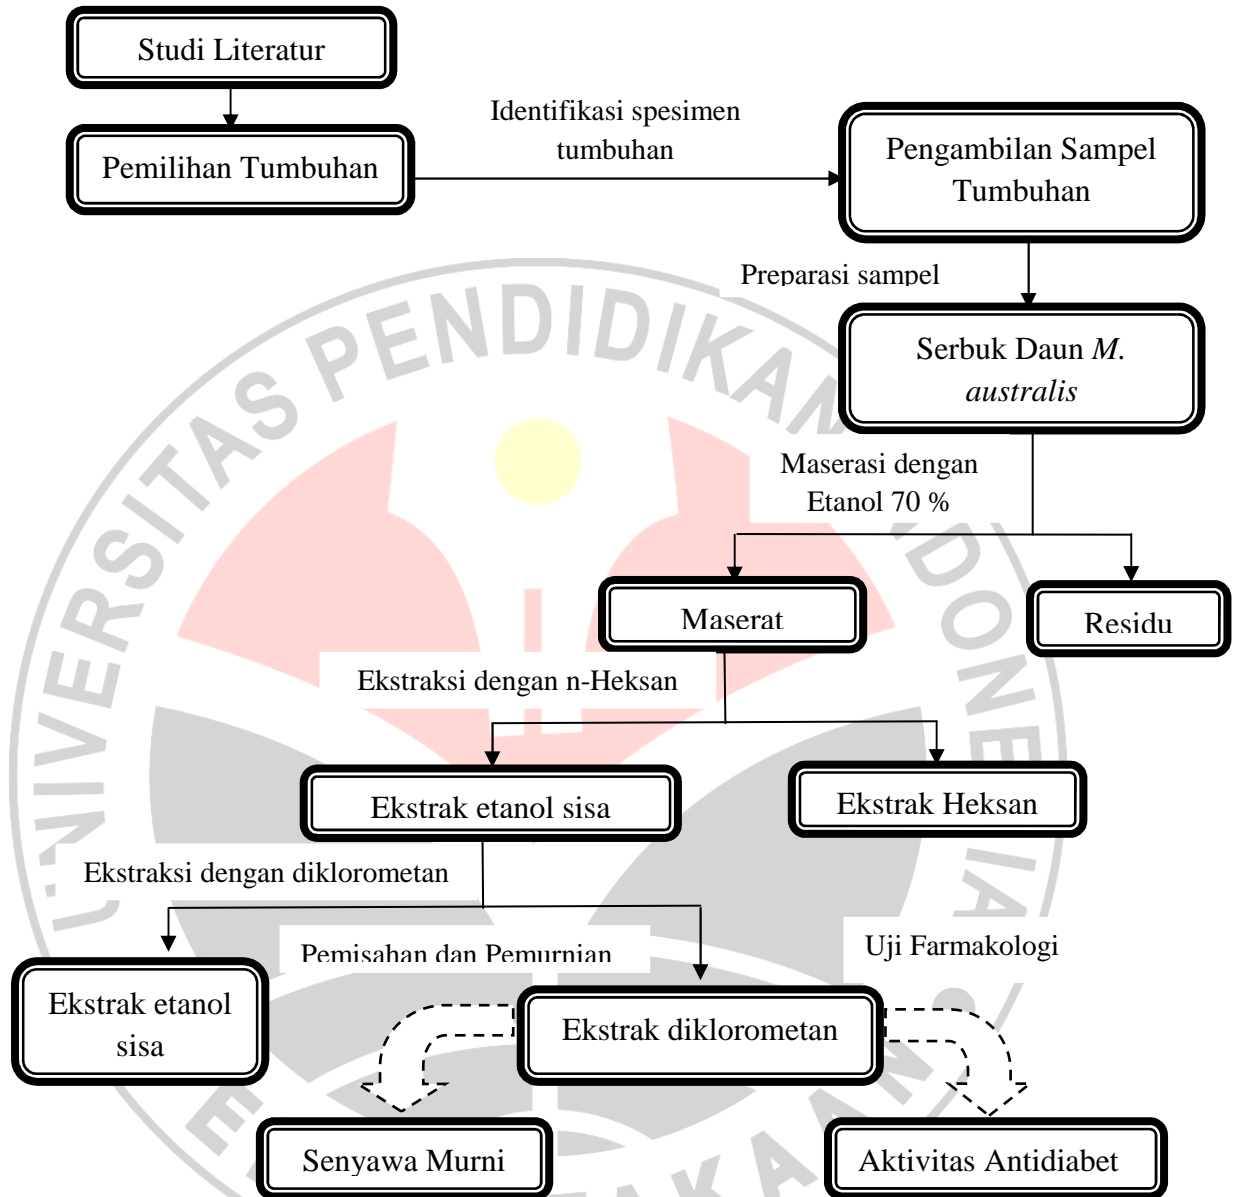 Studi Literatur
Pemilihan Tumbuhan
Identifikasi spesimen
tumbuhan
Pengambilan Sampel
Tumbuhan
Preparasi sampel
Serbuk Daun M.
australis
Maserasi dengan
Etanol 70 %
Maserat
Residu
Ekstraksi dengan n-Heksan
Ekstrak etanol sisa
Ekstrak Heksan
Ekstraksi dengan diklorometan
Pemisahan dan Pemurnian
Uji Farmakologi
Ekstrak etanol
sisa
Ekstrak diklorometan
Senyawa Murni
Aktivitas Antidiabet
UNIVERSITAS PENDIDIKAN